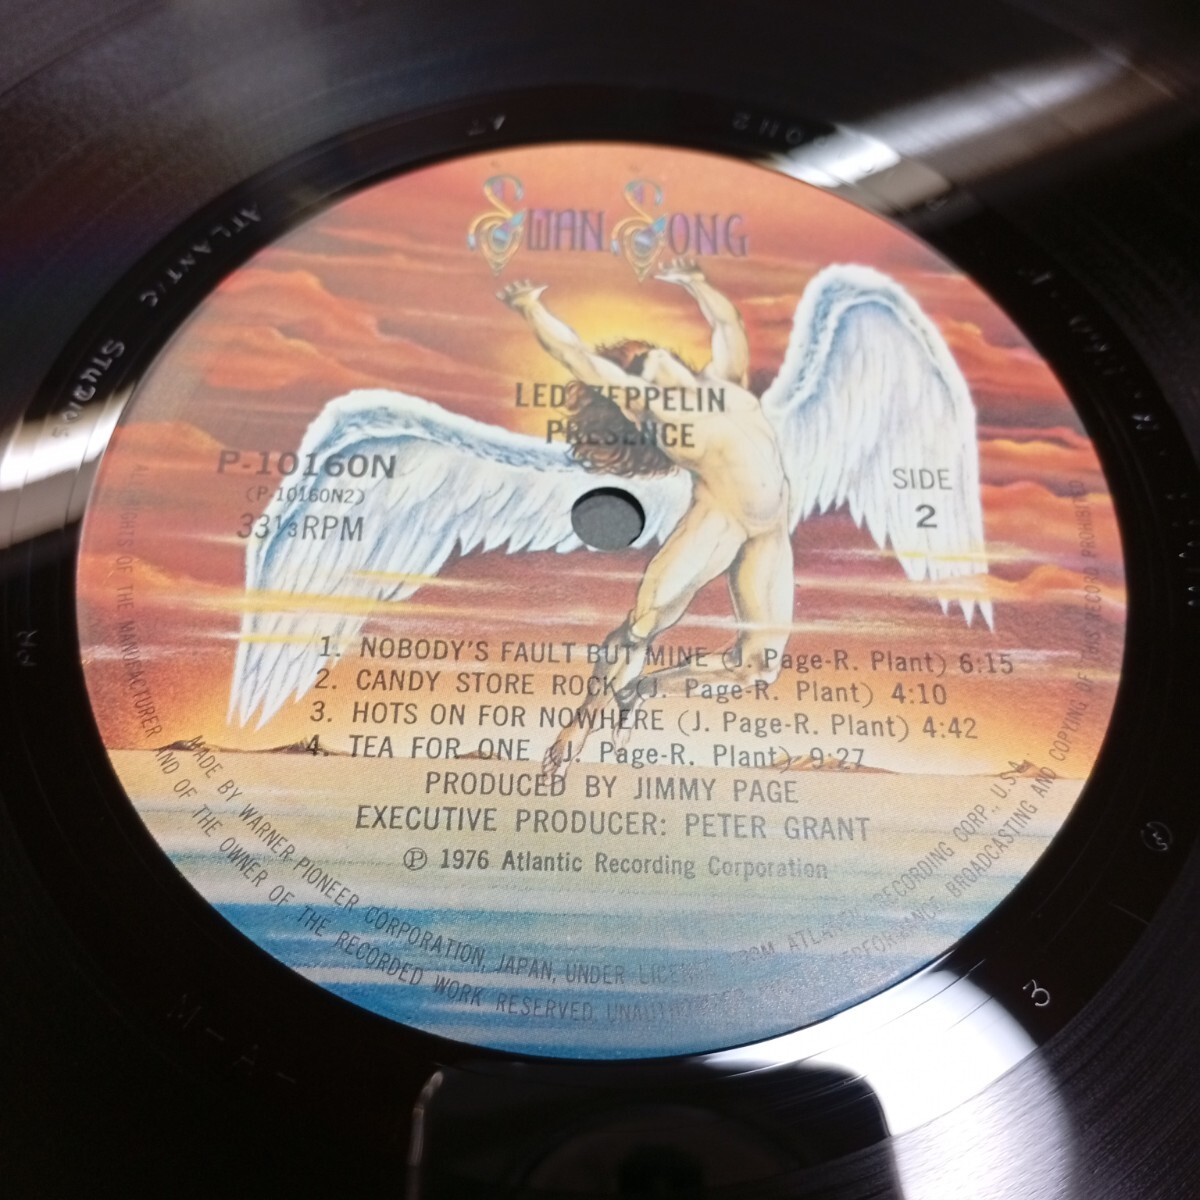 SWAN SONG
LED ZEPPELIN
PRESENCE
P-10160N
(P-10160N2)
33⅓RPM
SIDE
2
1. NOBODY'S FAULT BUT MINE (J. Page-R. Plant) 6:15
2. CANDY STORE ROCK (J. Page-R. Plant) 4:10
3. HOTS ON FOR NOWHERE (J. Page-R. Plant) 4:42
4. TEA FOR ONE (J. Page-R. Plant) 9:27
PRODUCED BY JIMMY PAGE
EXECUTIVE PRODUCER: PETER GRANT
Ⓟ 1976 Atlantic Recording Corporation
MADE BY WARNER-PIONEER CORPORATION, JAPAN, UNDER LICENSE FROM ATLANTIC RECORDING CORP., U.S.A.
ALL RIGHTS OF THE MANUFACTURER AND OF THE OWNER OF THE RECORDED WORK RESERVED. UNAUTHORIZED PERFORMANCE BROADCASTING AND COPYING OF THIS RECORD PROHIBITED
ATLANTIC STUDIOS
AT
M-A-
3